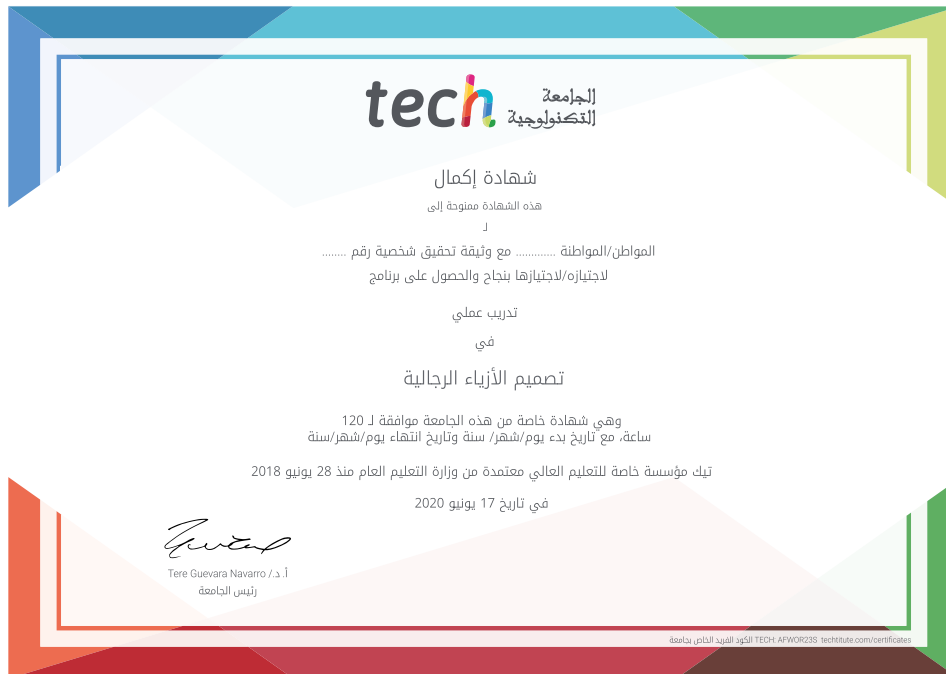 tech الجامعة
التكنولوجية
شهادة إكمال
هذه الشهادة ممنوحة إلى
لـ
المواطن/المواطنة ............ مع وثيقة تحقيق شخصية رقم ........
لاجتيازه/لاجتيازها بنجاح والحصول على برنامج
تدريب عملي
في
تصميم الأزياء الرجالية
وهي شهادة خاصة من هذه الجامعة موافقة لـ 120
ساعة، مع تاريخ بدء يوم/شهر/ سنة وتاريخ انتهاء يوم/شهر/سنة
تيك مؤسسة خاصة للتعليم العالي معتمدة من وزارة التعليم العام منذ 28 يونيو 2018
في تاريخ 17 يونيو 2020
أ. د./ Tere Guevara Navarro
رئيس الجامعة
الكود الفريد الخاص بجامعة TECH: AFWOR23S techtitute.com/certificates